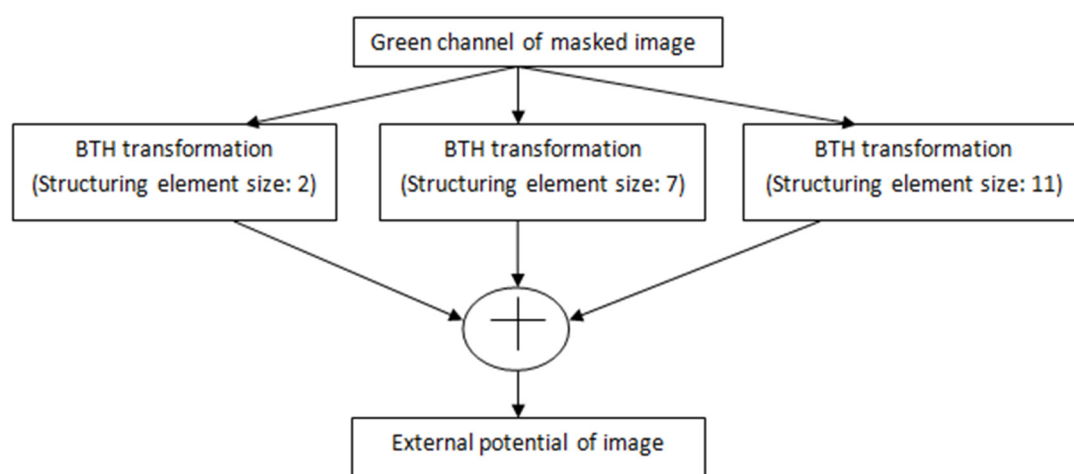 Green channel of masked image
BTH transformation
(Structuring element size: 2)
BTH transformation
(Structuring element size: 7)
BTH transformation
(Structuring element size: 11)
External potential of image